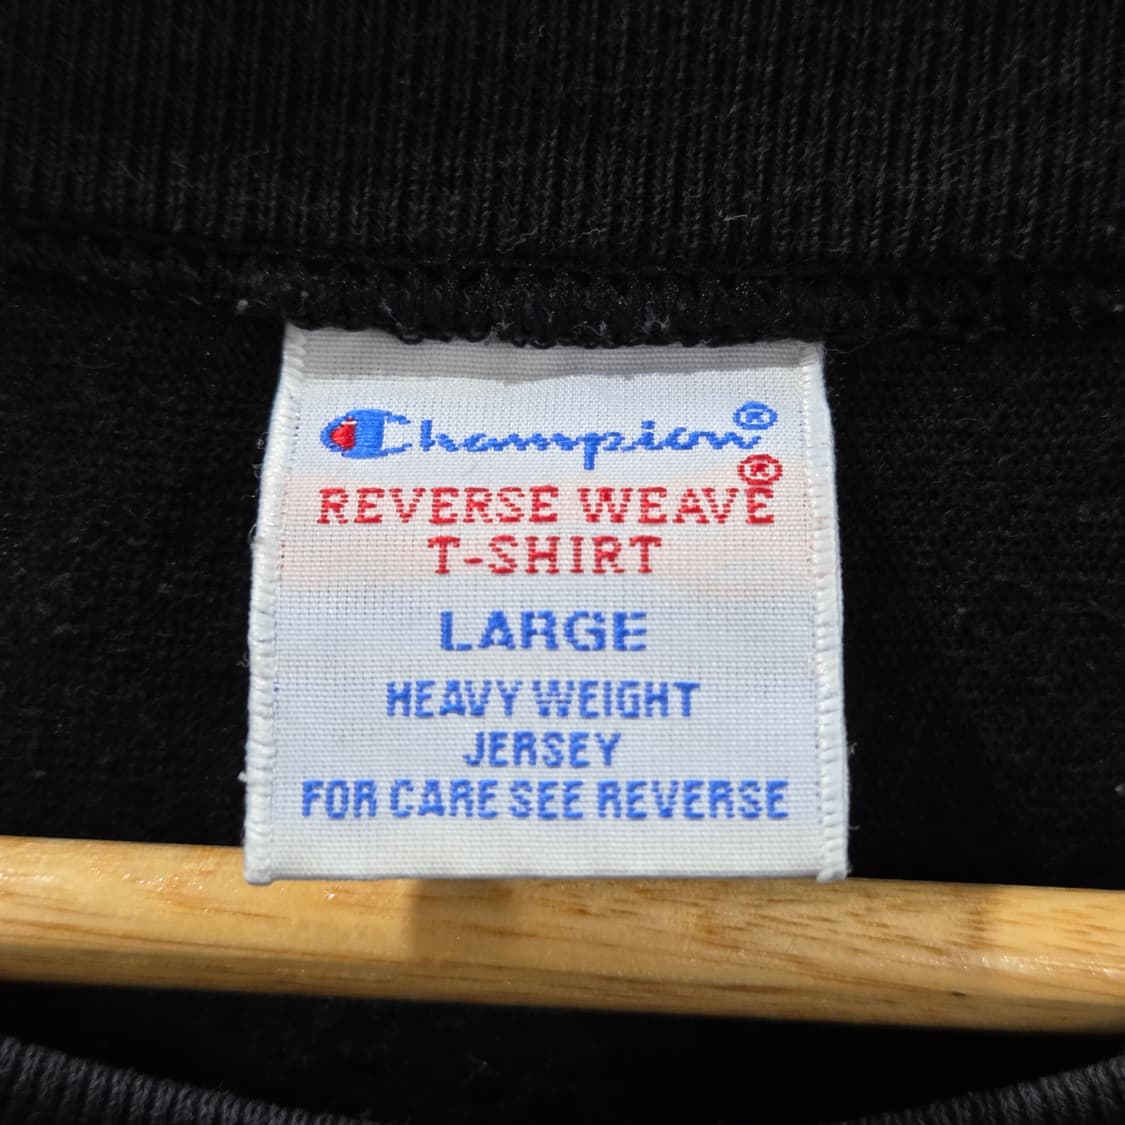 Champion®
REVERSE WEAVE®
T-SHIRT
LARGE
HEAVY WEIGHT
JERSEY
FOR CARE SEE REVERSE